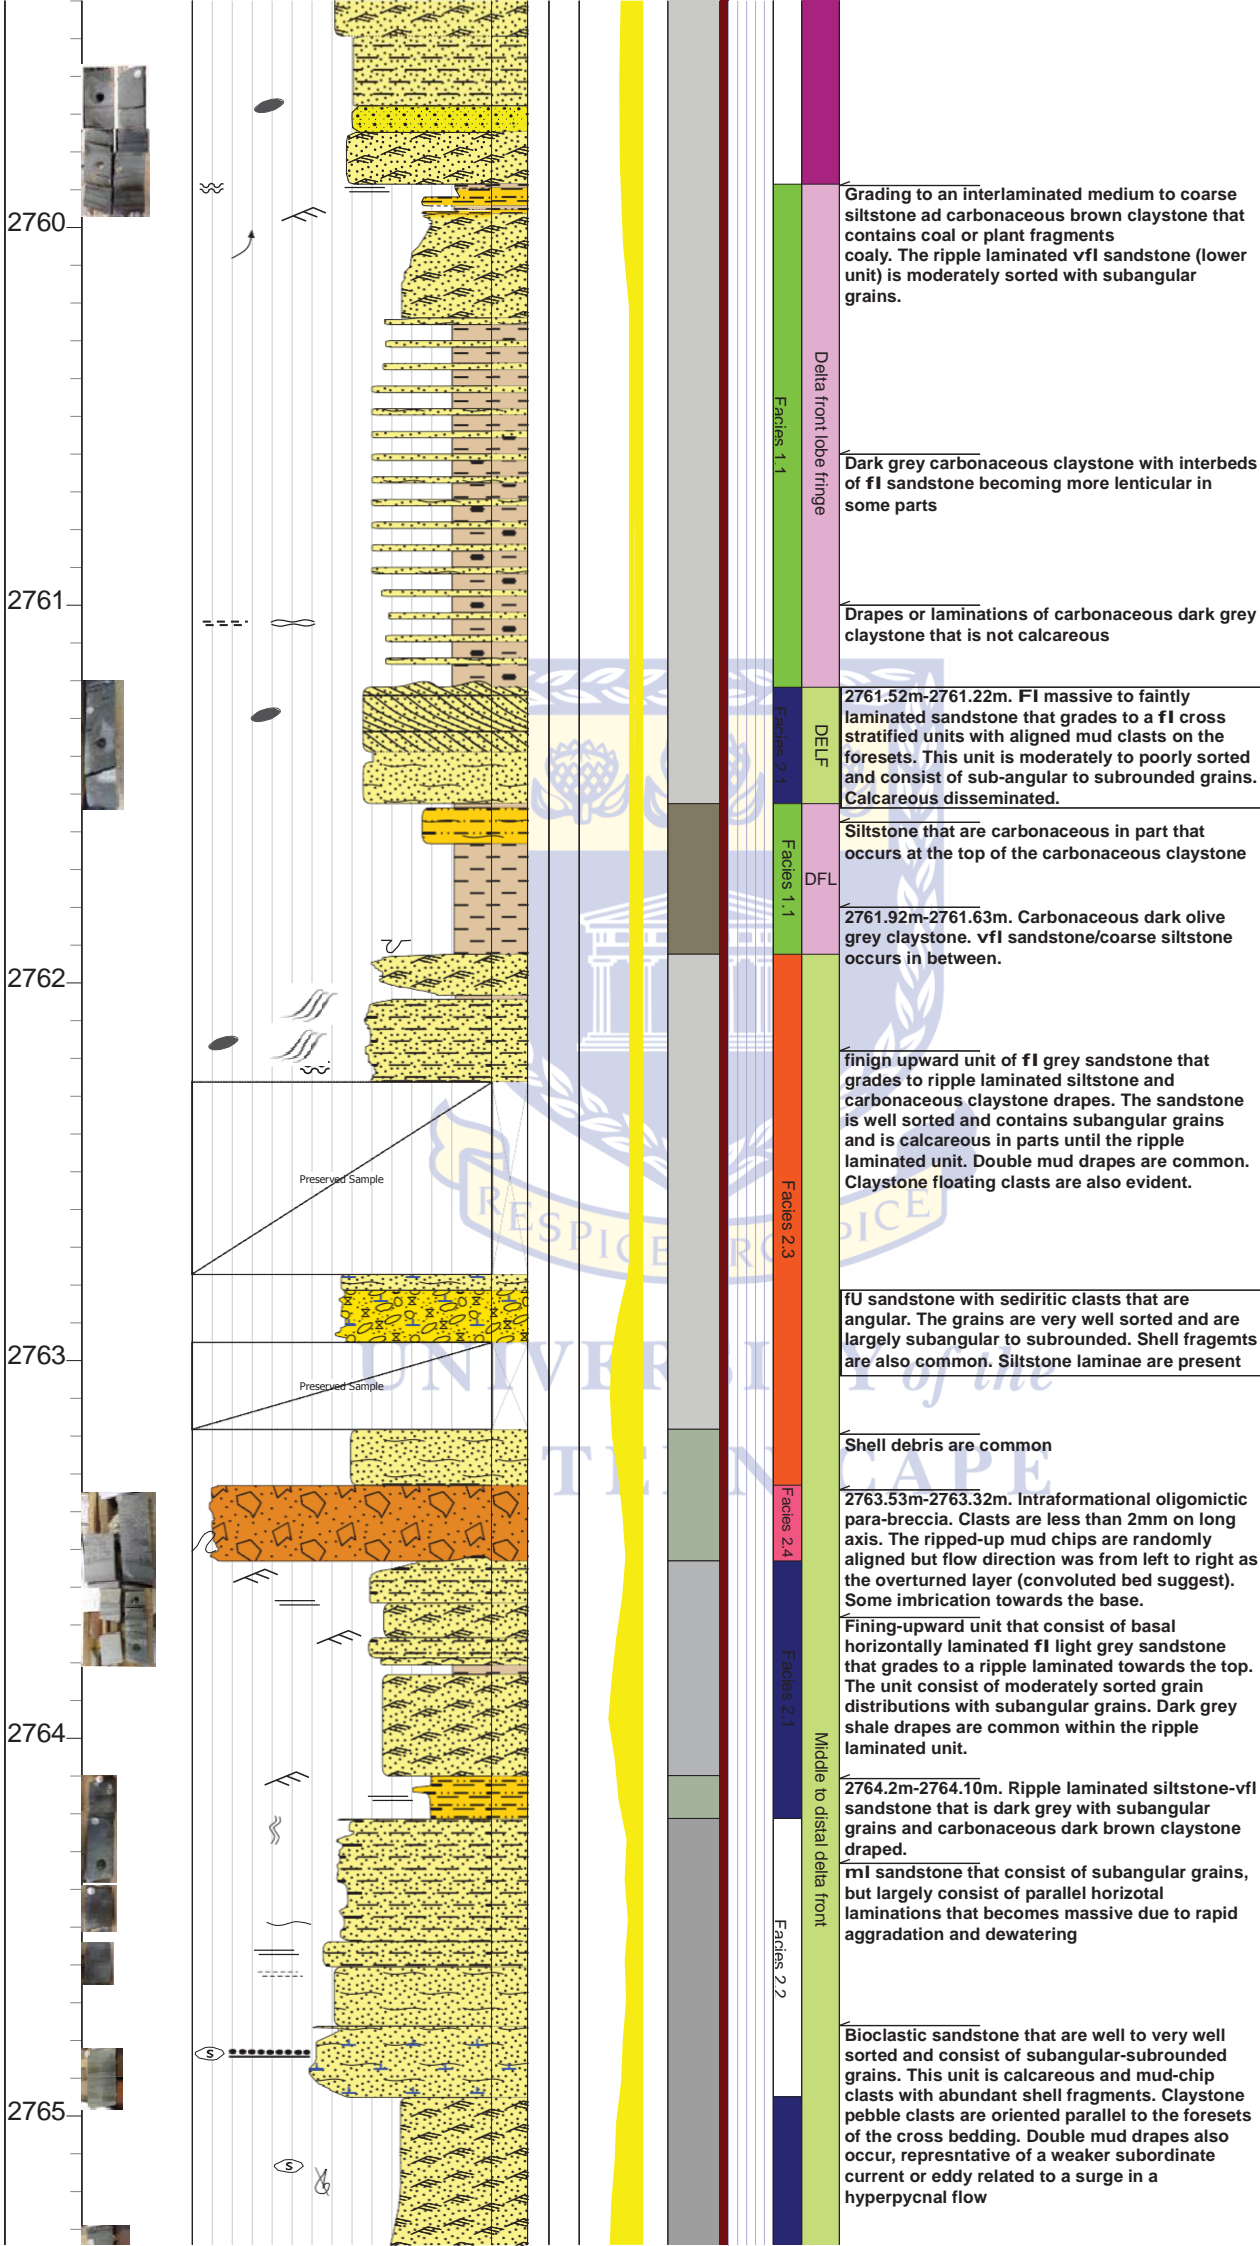 2760
2761
2762
2763
2764
2765
Preserved Sample
Preserved Sample
S
S
Facies 1.1
Facies 2.1
Facies 1.1
Facies 2.3
Facies 2.4
Facies 2.1
Facies 2.2
Delta front lobe fringe
DELF
DFL
Middle to distal delta front
Grading to an interlaminated medium to coarse
siltstone ad carbonaceous brown claystone that
contains coal or plant fragments
coaly. The ripple laminated vfl sandstone (lower
unit) is moderately sorted with subangular
grains.
Dark grey carbonaceous claystone with interbeds
of fl sandstone becoming more lenticular in
some parts
Drapes or laminations of carbonaceous dark grey
claystone that is not calcareous
2761.52m-2761.22m. Fl massive to faintly
laminated sandstone that grades to a fl cross
stratified units with aligned mud clasts on the
foresets. This unit is moderately to poorly sorted
and consist of sub-angular to subrounded grains.
Calcareous disseminated.
Siltstone that are carbonaceous in part that
occurs at the top of the carbonaceous claystone
2761.92m-2761.63m. Carbonaceous dark olive
grey claystone. vfl sandstone/coarse siltstone
occurs in between.
finign upward unit of fl grey sandstone that
grades to ripple laminated siltstone and
carbonaceous claystone drapes. The sandstone
is well sorted and contains subangular grains
and is calcareous in parts until the ripple
laminated unit. Double mud drapes are common.
Claystone floating clasts are also evident.
fU sandstone with sediritic clasts that are
angular. The grains are very well sorted and are
largely subangular to subrounded. Shell fragemts
are also common. Siltstone laminae are present
Shell debris are common
2763.53m-2763.32m. Intraformational oligomictic
para-breccia. Clasts are less than 2mm on long
axis. The ripped-up mud chips are randomly
aligned but flow direction was from left to right as
the overturned layer (convoluted bed suggest).
Some imbrication towards the base.
Fining-upward unit that consist of basal
horizontally laminated fl light grey sandstone
that grades to a ripple laminated towards the top.
The unit consist of moderately sorted grain
distributions with subangular grains. Dark grey
shale drapes are common within the ripple
laminated unit.
2764.2m-2764.10m. Ripple laminated siltstone-vfl
sandstone that is dark grey with subangular
grains and carbonaceous dark brown claystone
draped.
ml sandstone that consist of subangular grains,
but largely consist of parallel horizotal
laminations that becomes massive due to rapid
aggradation and dewatering
Bioclastic sandstone that are well to very well
sorted and consist of subangular-subrounded
grains. This unit is calcareous and mud-chip
clasts with abundant shell fragments. Claystone
pebble clasts are oriented parallel to the foresets
of the cross bedding. Double mud drapes also
occur, represntative of a weaker subordinate
current or eddy related to a surge in a
hyperpycnal flow
RESPICE
UNIVERSITY of the
CAPE